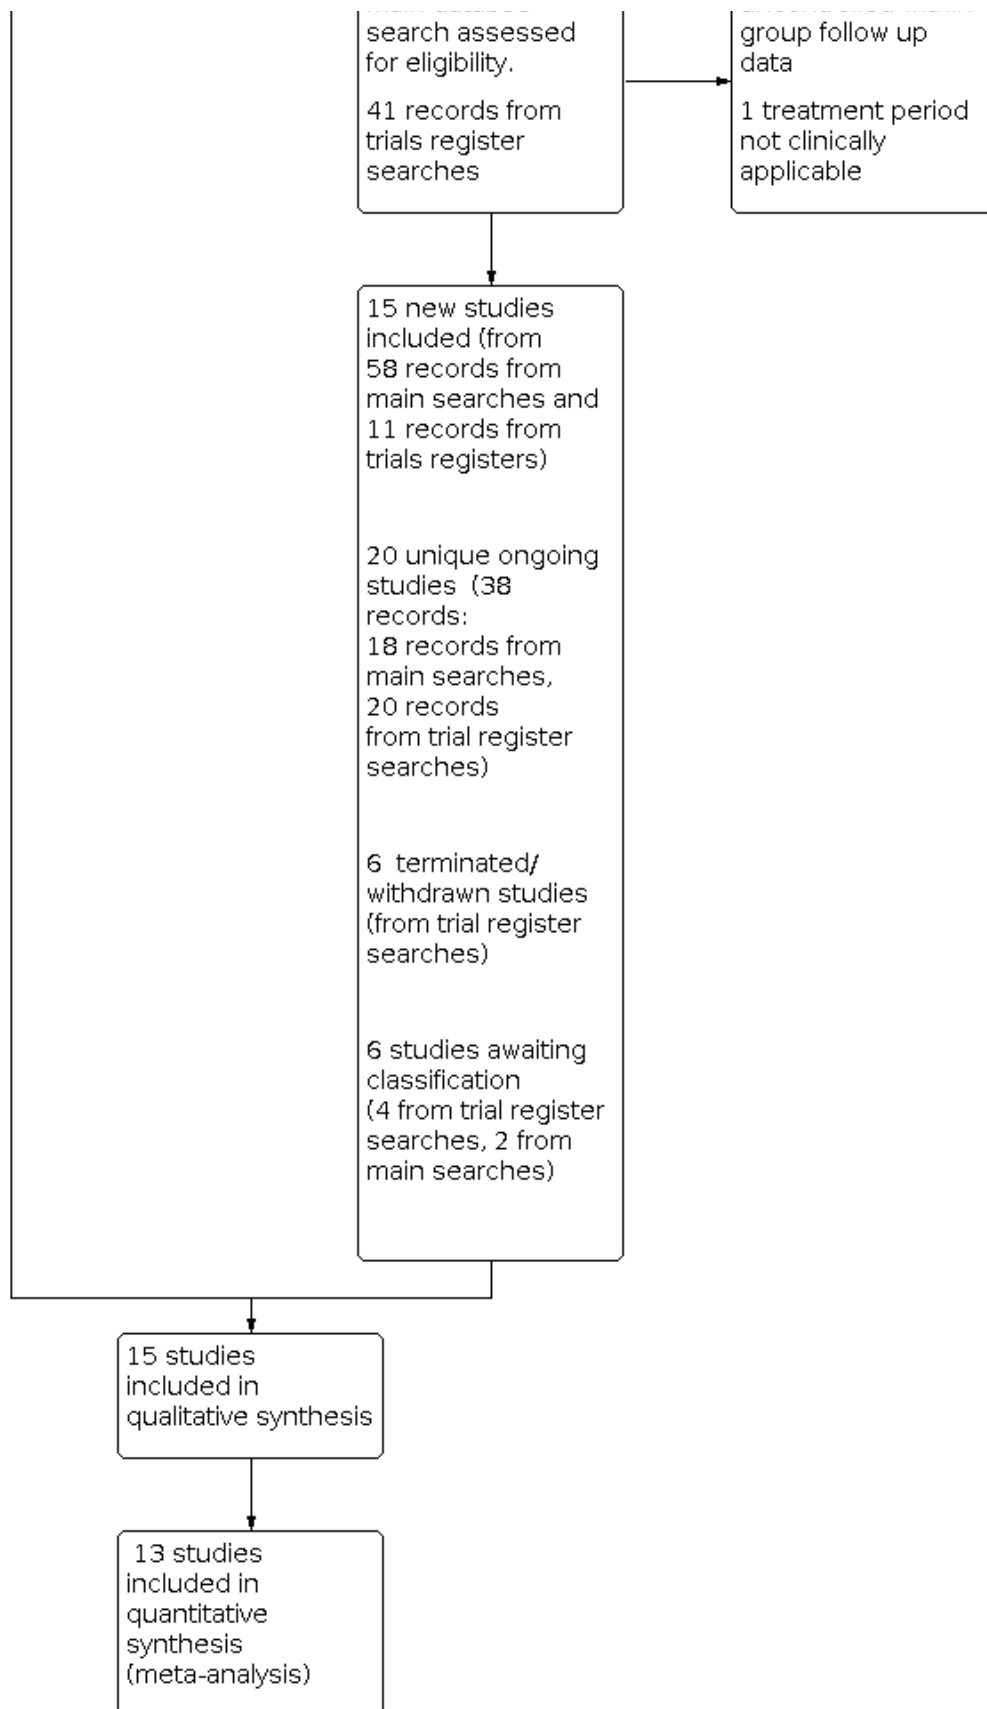 search assessed
for eligibility.
41 records from
trials register
searches
group follow up
data
1 treatment period
not clinically
applicable
15 new studies
included (from
58 records from
main searches and
11 records from
trials registers)
20 unique ongoing
studies (38
records:
18 records from
main searches,
20 records
from trial register
searches)
6 terminated/
withdrawn studies
(from trial register
searches)
6 studies awaiting
classification
(4 from trial register
searches, 2 from
main searches)
15 studies
included in
qualitative synthesis
13 studies
included in
quantitative
synthesis
(meta-analysis)